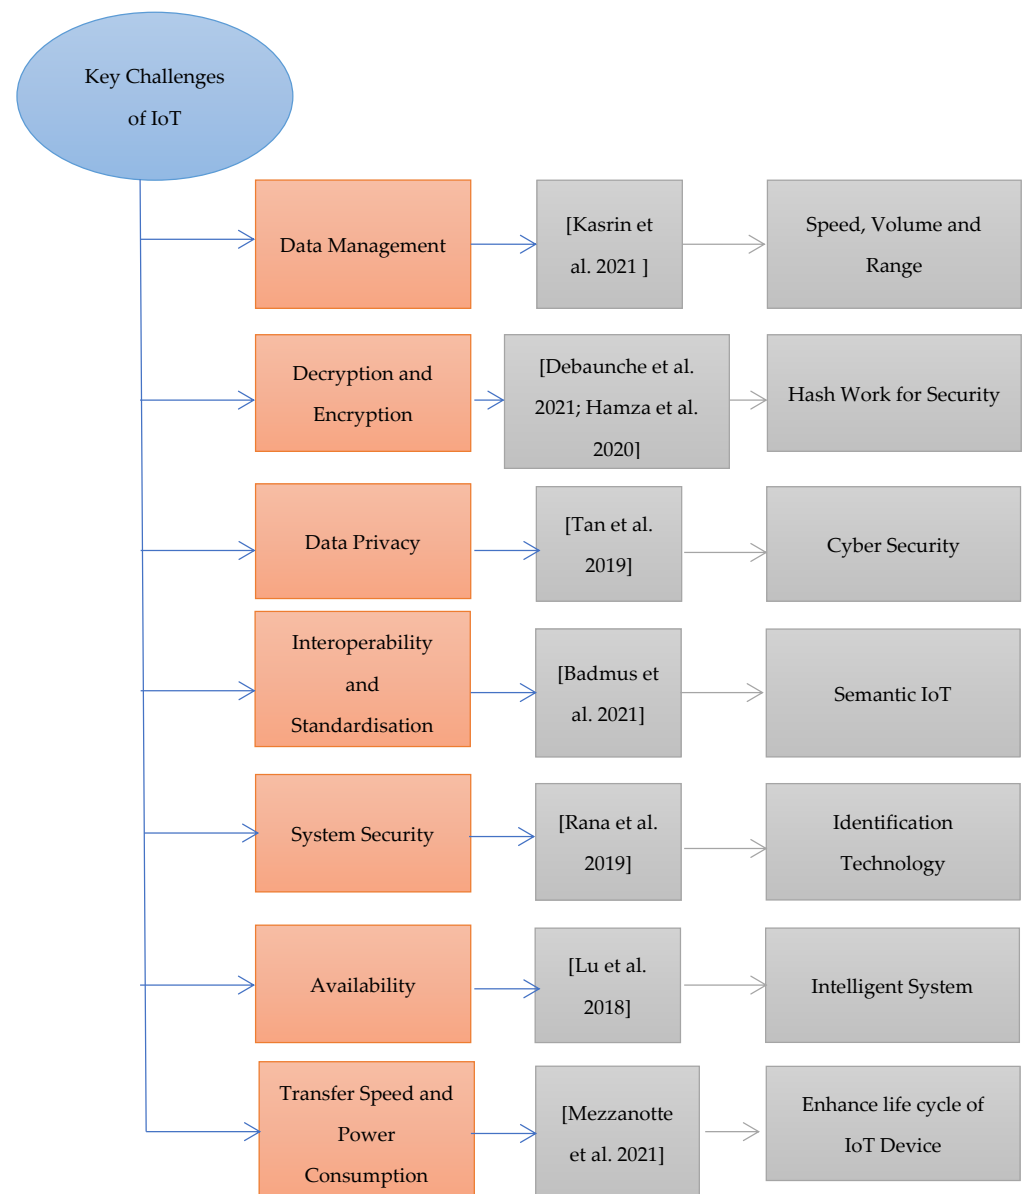 Key Challenges
of IoT
Data Management
[Kasrin et
al. 2021 ]
Speed, Volume and
Range
Decryption and
Encryption
[Debaunche et al.
2021; Hamza et al.
2020]
Hash Work for Security
Data Privacy
[Tan et al.
2019]
Cyber Security
Interoperability
and
Standardisation
[Badmus et
al. 2021]
Semantic IoT
System Security
[Rana et al.
2019]
Identification
Technology
Availability
[Lu et al.
2018]
Intelligent System
Transfer Speed and
Power
Consumption
[Mezzanotte
et al. 2021]
Enhance life cycle of
IoT Device